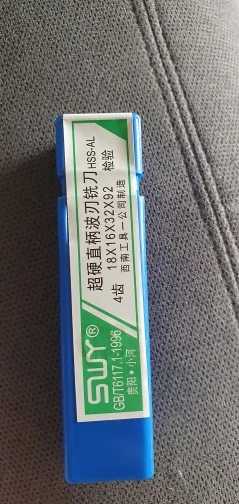 超硬直柄波刃铣刀 HSS-AL
18X16X32X92 检验
4齿 西南工具一公司制造
SWY®
GB/T6117.1-1996
贵阳·小河